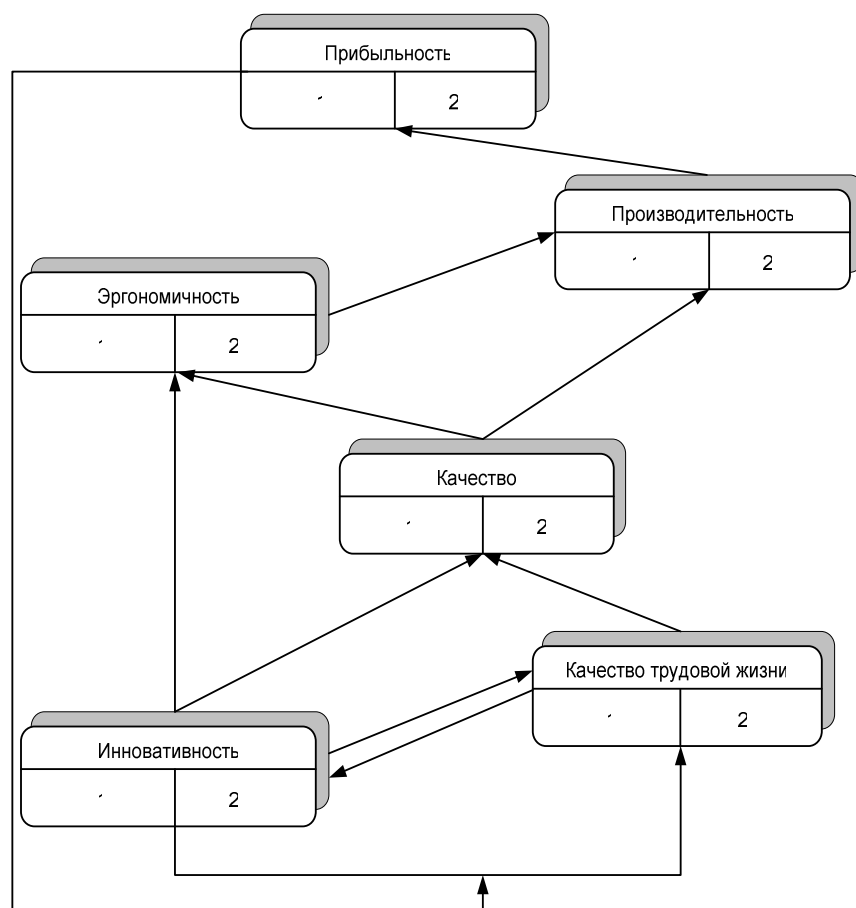 Прибыльность
2
Производительность
2
Эргономичность
2
Качество
2
Качество трудовой жизни
2
Инновативность
2